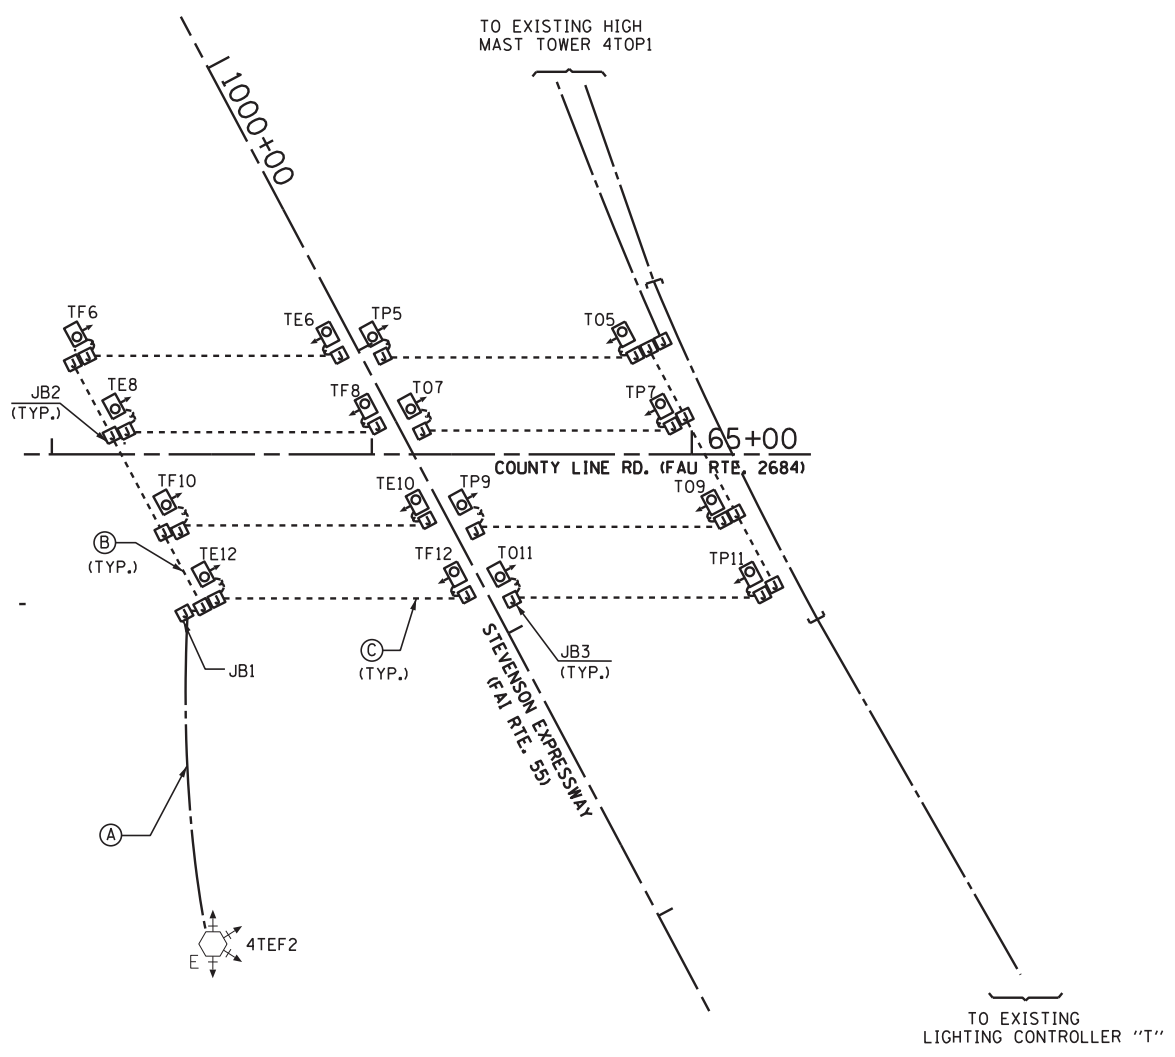 TO EXISTING HIGH
MAST TOWER 4TOP1
1000+00
TF6
TE6
TP5
TO5
JB2
(TYP.)
TE8
TF8
TO7
TP7
65+00
COUNTY LINE RD. (FAU RTE. 2684)
TF10
TE10
TP9
TO9
B
(TYP.)
TE12
TF12
TO11
TP11
C
(TYP.)
JB1
JB3
(TYP.)
STEVENSON EXPRESSWAY
(FAI RTE. 55)
A
4TEF2
E
TO EXISTING
LIGHTING CONTROLLER "T"